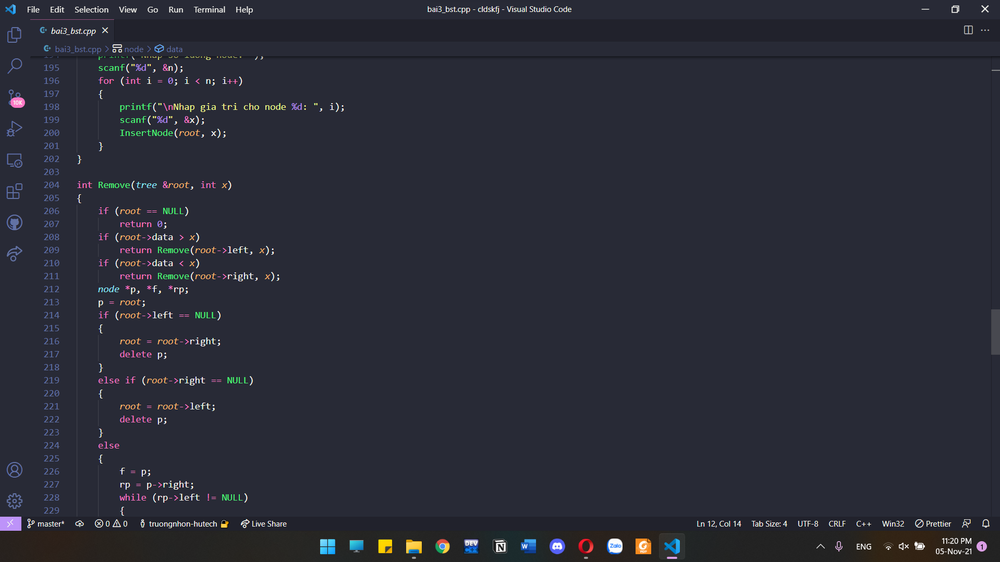 File Edit Selection View Go Run Terminal Help
bai3_bst.cpp - cldskfj - Visual Studio Code
bai3_bst.cpp
bai3_bst.cpp > node > data
195 scanf("%d", &n);
196 for (int i = 0; i < n; i++)
197 {
198 printf("\nNhap gia tri cho node %d: ", i);
199 scanf("%d", &x);
200 InsertNode(root, x);
201 }
202 }
203
204 int Remove(tree &root, int x)
205 {
206 if (root == NULL)
207 return 0;
208 if (root->data > x)
209 return Remove(root->left, x);
210 if (root->data < x)
211 return Remove(root->right, x);
212 node *p, *f, *rp;
213 p = root;
214 if (root->left == NULL)
215 {
216 root = root->right;
217 delete p;
218 }
219 else if (root->right == NULL)
220 {
221 root = root->left;
222 delete p;
223 }
224 else
225 {
226 f = p;
227 rp = p->right;
228 while (rp->left != NULL)
229 {
10K
master* 0 0 truongnhon-hutech Live Share
Ln 12, Col 14 Tab Size: 4 UTF-8 CRLF C++ Win32 Prettier
DEV C++ N W Zalo PDF
ENG
11:20 PM
05-Nov-21
1